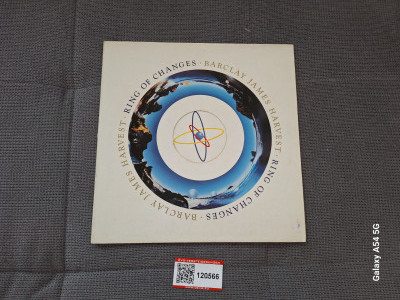 RING OF CHANGES · BARCLAY JAMES HARVEST · RING OF CHANGES · BARCLAY JAMES HARVEST ·
120566
Galaxy A54 5G